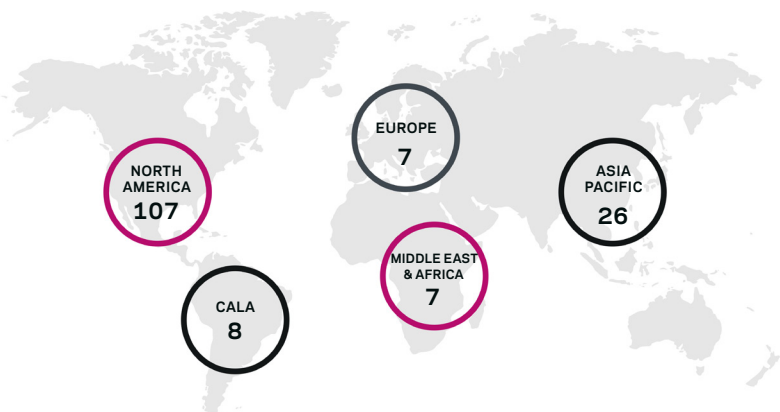 NORTH
AMERICA
107
CALA
8
EUROPE
7
MIDDLE EAST
& AFRICA
7
ASIA
PACIFIC
26